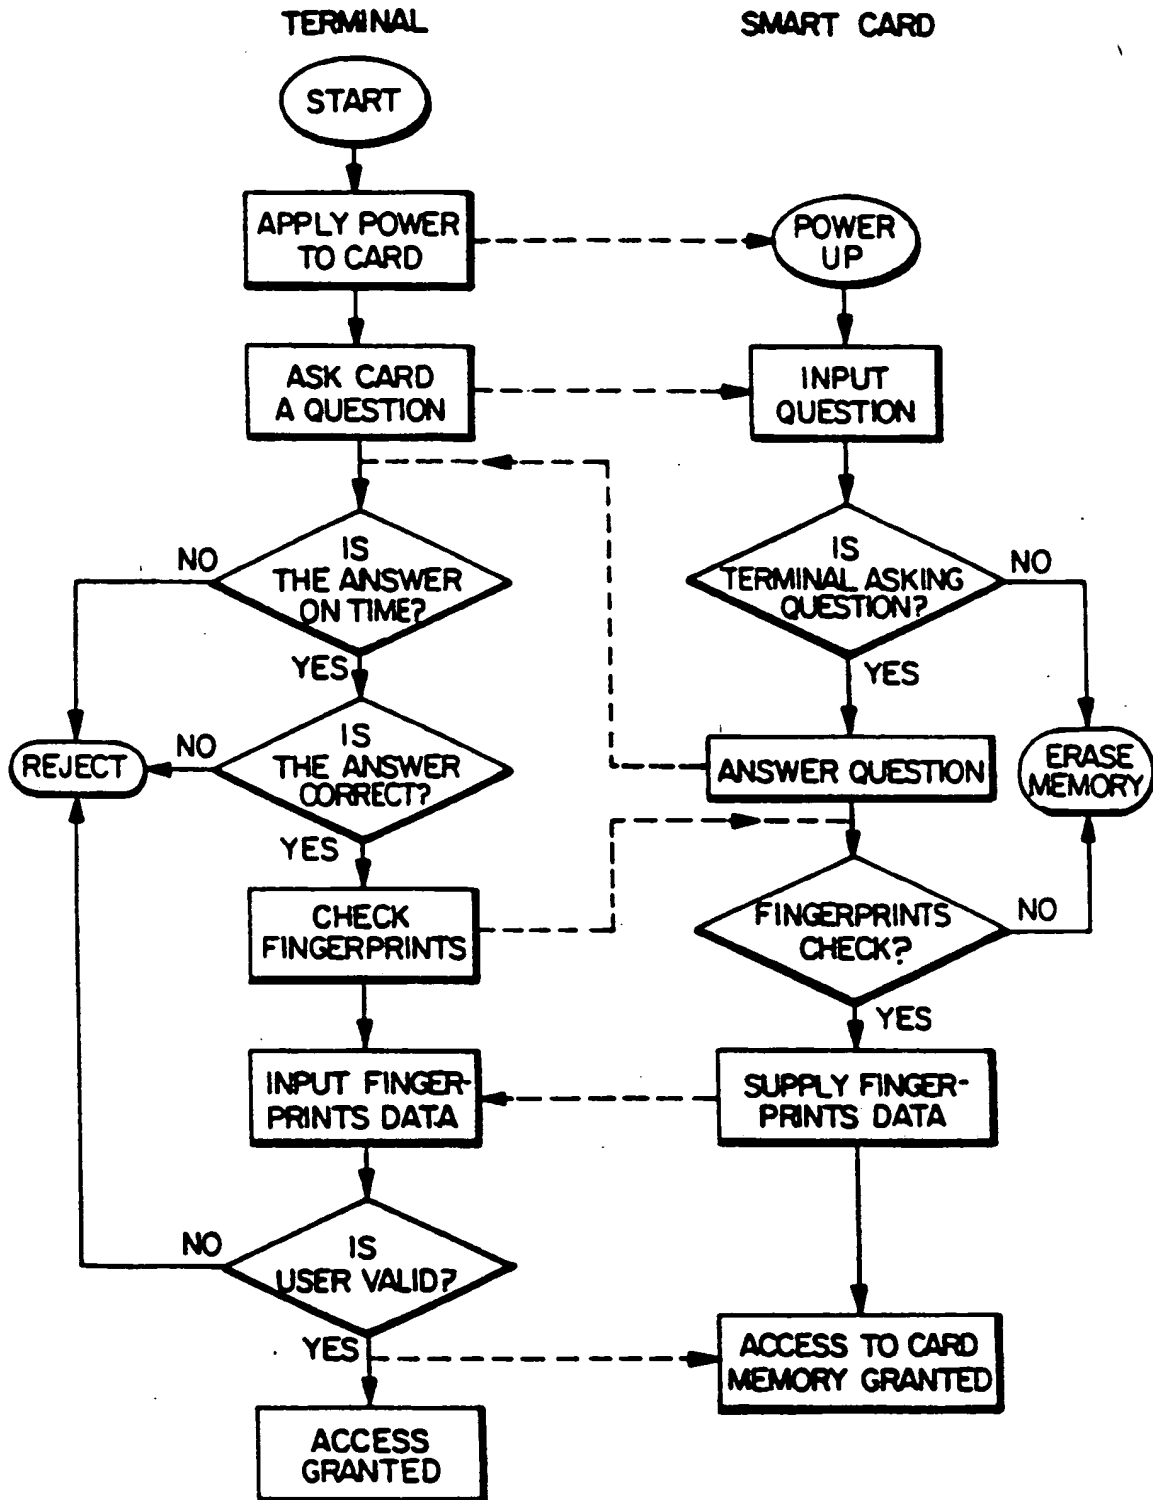 TERMINAL
SMART CARD
START
APPLY POWER
TO CARD
POWER
UP
ASK CARD
A QUESTION
INPUT
QUESTION
IS
THE ANSWER
ON TIME?
NO
YES
IS
TERMINAL ASKING
QUESTION?
NO
YES
REJECT
NO
IS
THE ANSWER
CORRECT?
YES
ANSWER QUESTION
ERASE
MEMORY
CHECK
FINGERPRINTS
FINGERPRINTS
CHECK?
NO
YES
INPUT FINGER-
PRINTS DATA
SUPPLY FINGER-
PRINTS DATA
NO
IS
USER VALID?
YES
ACCESS TO CARD
MEMORY GRANTED
ACCESS
GRANTED